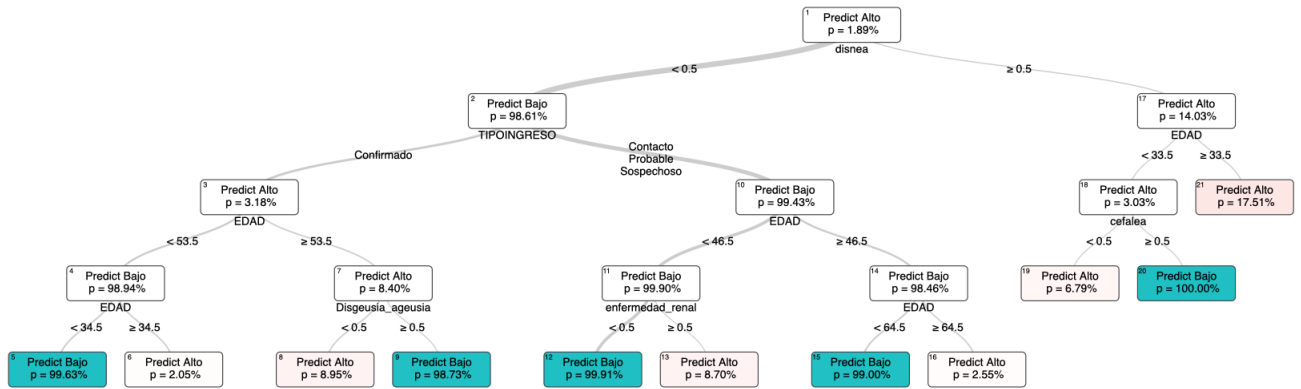 1
Predict Alto
p = 1.89%
disnea
< 0.5
≥ 0.5
2
Predict Bajo
p = 98.61%
TIPOINGRESO
17
Predict Alto
p = 14.03%
EDAD
Confirmado
Contacto
Probable
Sospechoso
< 33.5
≥ 33.5
3
Predict Alto
p = 3.18%
EDAD
10
Predict Bajo
p = 99.43%
EDAD
18
Predict Alto
p = 3.03%
cefalea
21
Predict Alto
p = 17.51%
< 53.5
≥ 53.5
< 46.5
≥ 46.5
< 0.5
≥ 0.5
4
Predict Bajo
p = 98.94%
EDAD
7
Predict Alto
p = 8.40%
Disgeusia_ageusia
11
Predict Bajo
p = 99.90%
enfermedad_renal
14
Predict Bajo
p = 98.46%
EDAD
19
Predict Alto
p = 6.79%
20
Predict Bajo
p = 100.00%
< 34.5
≥ 34.5
< 0.5
≥ 0.5
< 0.5
≥ 0.5
< 64.5
≥ 64.5
5
Predict Bajo
p = 99.63%
6
Predict Alto
p = 2.05%
8
Predict Alto
p = 8.95%
9
Predict Bajo
p = 98.73%
12
Predict Bajo
p = 99.91%
13
Predict Alto
p = 8.70%
15
Predict Bajo
p = 99.00%
16
Predict Alto
p = 2.55%